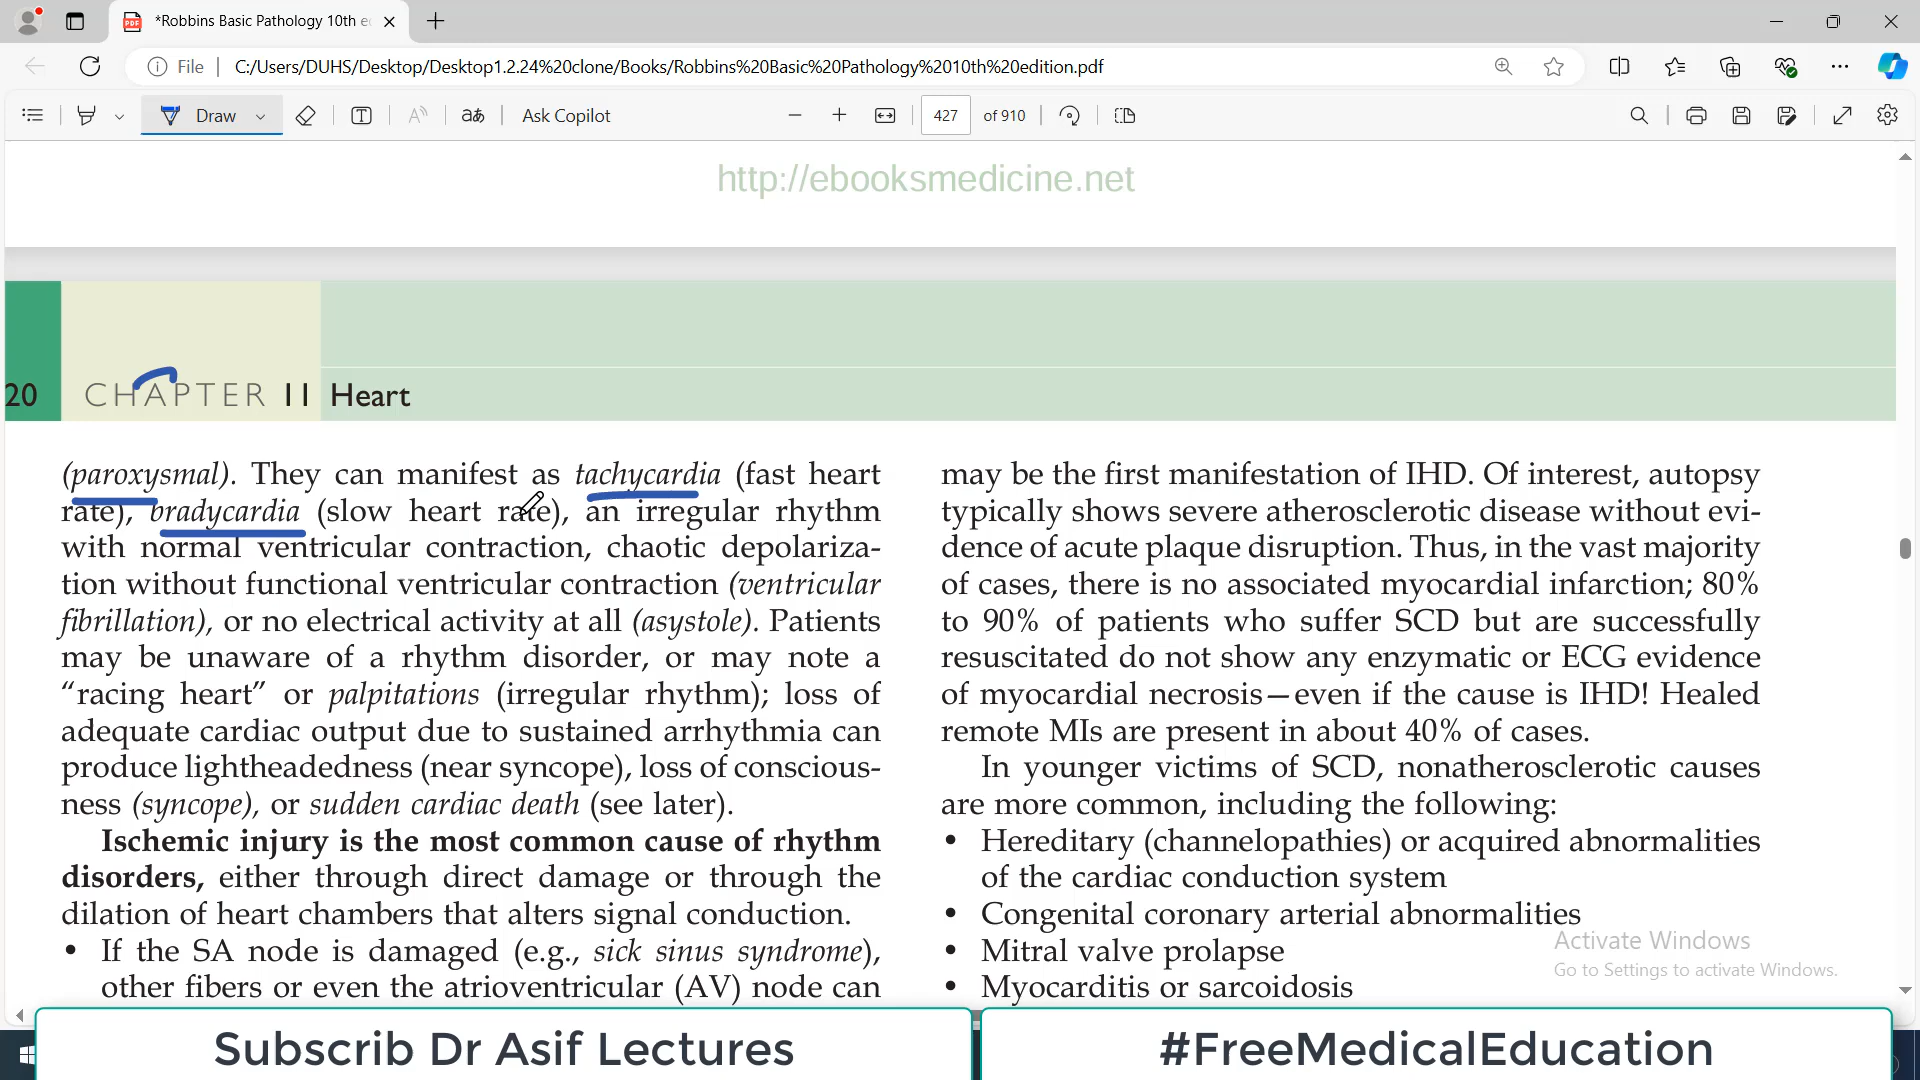 *Robbins Basic Pathology 10th e
File
C:/Users/DUHS/Desktop/Desktop1.2.24%20clone/Books/Robbins%20Basic%20Pathology%2010th%20edition.pdf
Draw
Ask Copilot
427 of 910
http://ebooksmedicine.net
20 CHAPTER 11 Heart
(paroxysmal). They can manifest as tachycardia (fast heart
rate), bradycardia (slow heart rate), an irregular rhythm
with normal ventricular contraction, chaotic depolariza-
tion without functional ventricular contraction (ventricular
fibrillation), or no electrical activity at all (asystole). Patients
may be unaware of a rhythm disorder, or may note a
“racing heart” or palpitations (irregular rhythm); loss of
adequate cardiac output due to sustained arrhythmia can
produce lightheadedness (near syncope), loss of conscious-
ness (syncope), or sudden cardiac death (see later).
Ischemic injury is the most common cause of rhythm
disorders, either through direct damage or through the
dilation of heart chambers that alters signal conduction.
• If the SA node is damaged (e.g., sick sinus syndrome),
other fibers or even the atrioventricular (AV) node can
may be the first manifestation of IHD. Of interest, autopsy
typically shows severe atherosclerotic disease without evi-
dence of acute plaque disruption. Thus, in the vast majority
of cases, there is no associated myocardial infarction; 80%
to 90% of patients who suffer SCD but are successfully
resuscitated do not show any enzymatic or ECG evidence
of myocardial necrosis—even if the cause is IHD! Healed
remote MIs are present in about 40% of cases.
In younger victims of SCD, nonatherosclerotic causes
are more common, including the following:
• Hereditary (channelopathies) or acquired abnormalities
of the cardiac conduction system
• Congenital coronary arterial abnormalities
• Mitral valve prolapse
• Myocarditis or sarcoidosis
Activate Windows
Go to Settings to activate Windows.
Subscrib Dr Asif Lectures
#FreeMedicalEducation